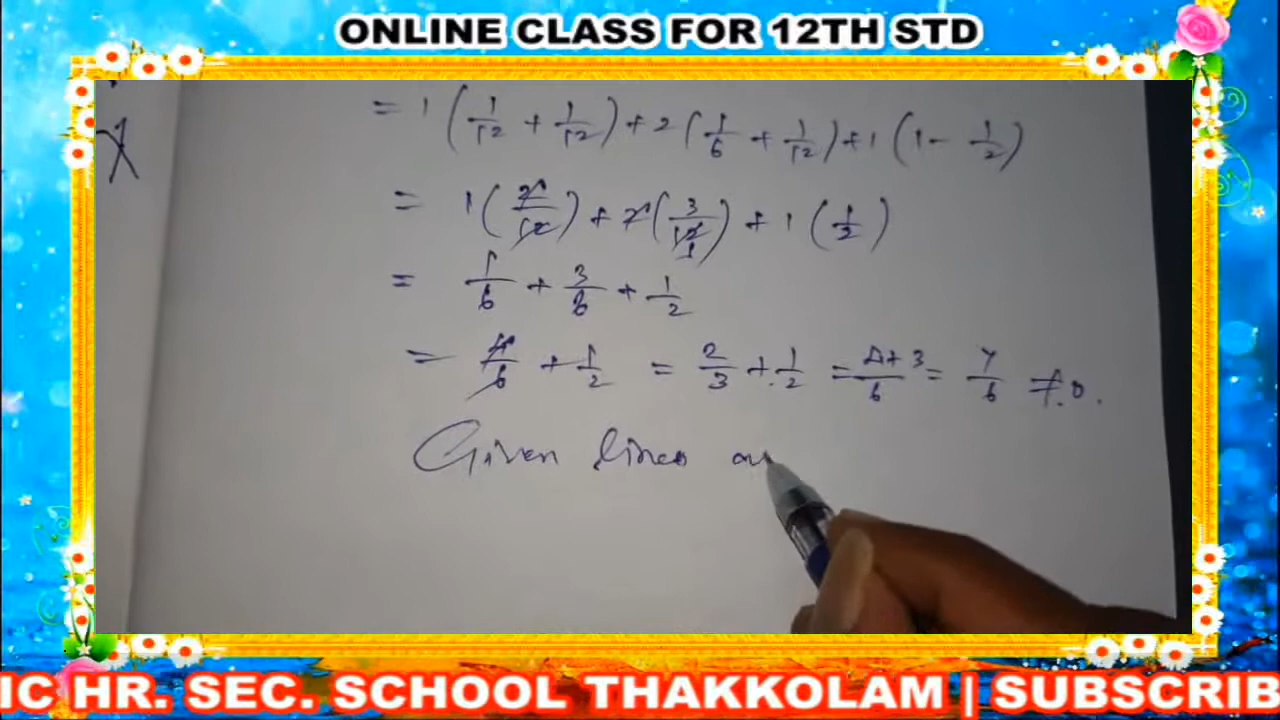 ONLINE CLASS FOR 12TH STD
= 1 (1/12 + 1/12) + 2 (1/6 + 1/12) + 1 (1 - 1/2)
= 1 (2/12) + 2 (3/12) + 1 (1/2)
= 1/6 + 3/6 + 1/2
= 4/6 + 1/2 = 2/3 + 1/2 = 4+3/6 = 7/6 ≠ 0.
Given lines
IC HR. SEC. SCHOOL THAKKOLAM | SUBSCRIB